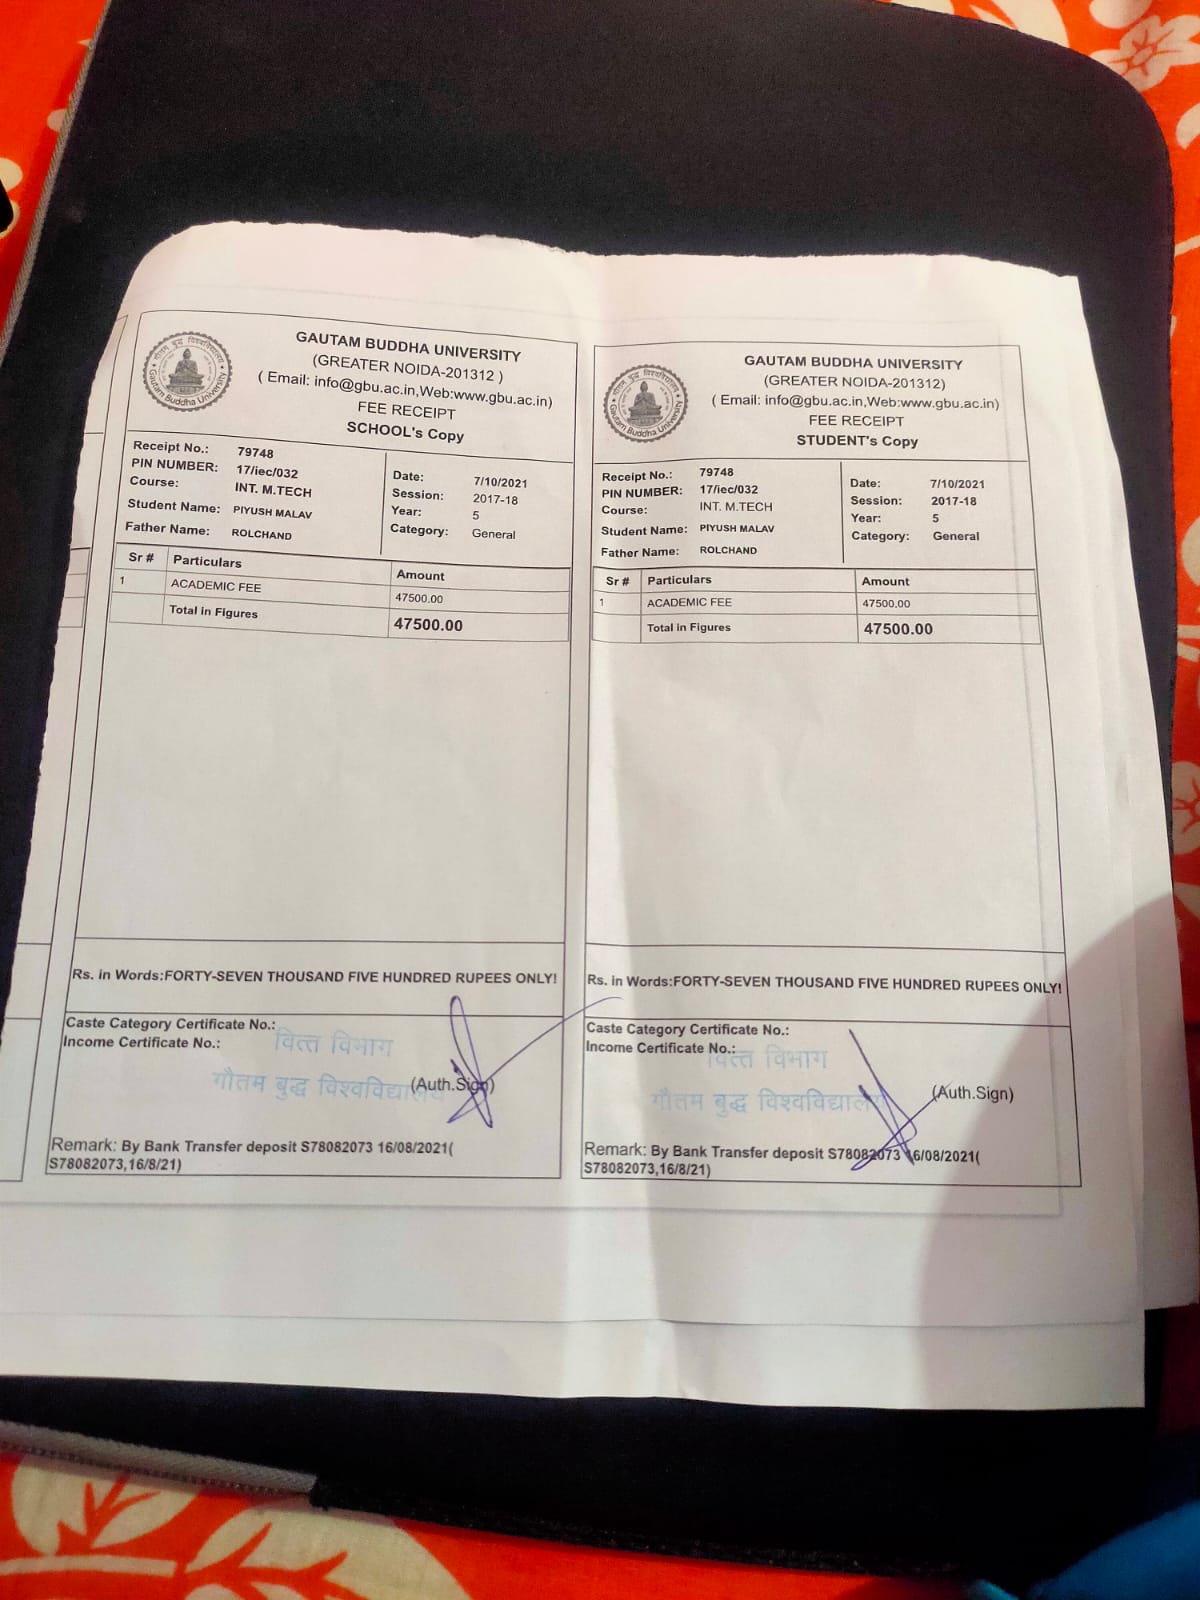 GAUTAM BUDDHA UNIVERSITY
(GREATER NOIDA-201312 )
( Email: info@gbu.ac.in,Web:www.gbu.ac.in)
FEE RECEIPT
SCHOOL's Copy
गौतम बुद्ध विश्वविद्यालय
Gautam Buddha University
Receipt No.: 79748
PIN NUMBER: 17/iec/032
Course: INT. M.TECH
Student Name: PIYUSH MALAV
Father Name: ROLCHAND
Date: 7/10/2021
Session: 2017-18
Year: 5
Category: General
Sr # Particulars Amount
1 ACADEMIC FEE 47500.00
Total in Figures 47500.00
Rs. in Words:FORTY-SEVEN THOUSAND FIVE HUNDRED RUPEES ONLY!
Caste Category Certificate No.:
Income Certificate No.:
वित्त विभाग
गौतम बुद्ध विश्वविद्यालय
(Auth.Sign)
Remark: By Bank Transfer deposit S78082073 16/08/2021(
S78082073,16/8/21)
GAUTAM BUDDHA UNIVERSITY
(GREATER NOIDA-201312)
( Email: info@gbu.ac.in,Web:www.gbu.ac.in)
FEE RECEIPT
STUDENT's Copy
गौतम बुद्ध विश्वविद्यालय
Gautam Buddha University
Receipt No.: 79748
PIN NUMBER: 17/iec/032
Course: INT. M.TECH
Student Name: PIYUSH MALAV
Father Name: ROLCHAND
Date: 7/10/2021
Session: 2017-18
Year: 5
Category: General
Sr # Particulars Amount
1 ACADEMIC FEE 47500.00
Total in Figures 47500.00
Rs. in Words:FORTY-SEVEN THOUSAND FIVE HUNDRED RUPEES ONLY!
Caste Category Certificate No.:
Income Certificate No.:
वित्त विभाग
गौतम बुद्ध विश्वविद्यालय
(Auth.Sign)
Remark: By Bank Transfer deposit S78082073 16/08/2021(
S78082073,16/8/21)